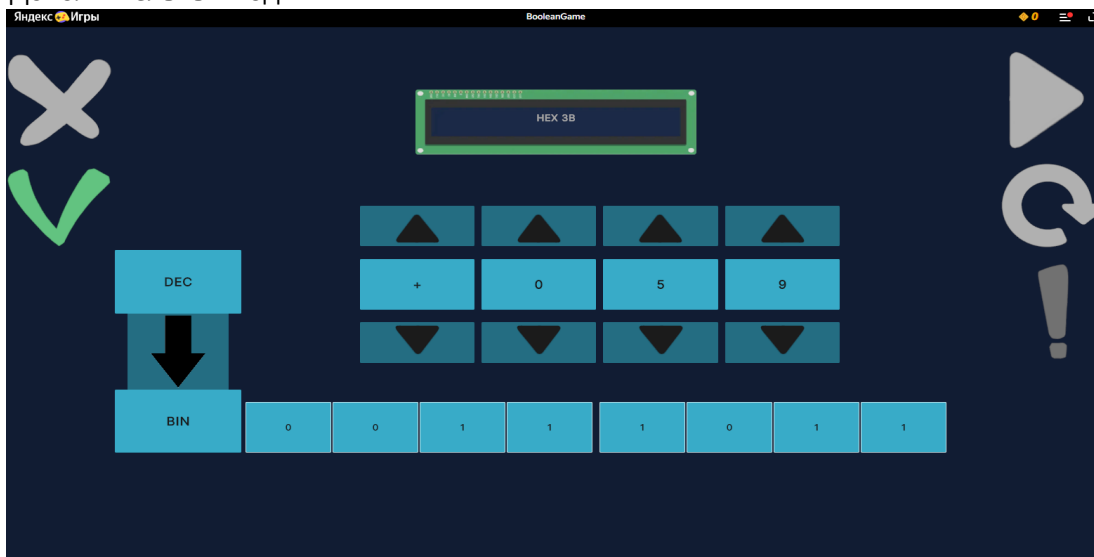 Яндекс Игры
BooleanGame
0
HEX 3B
DEC
+ 0 5 9
BIN
0 0 1 1 1 0 1 1